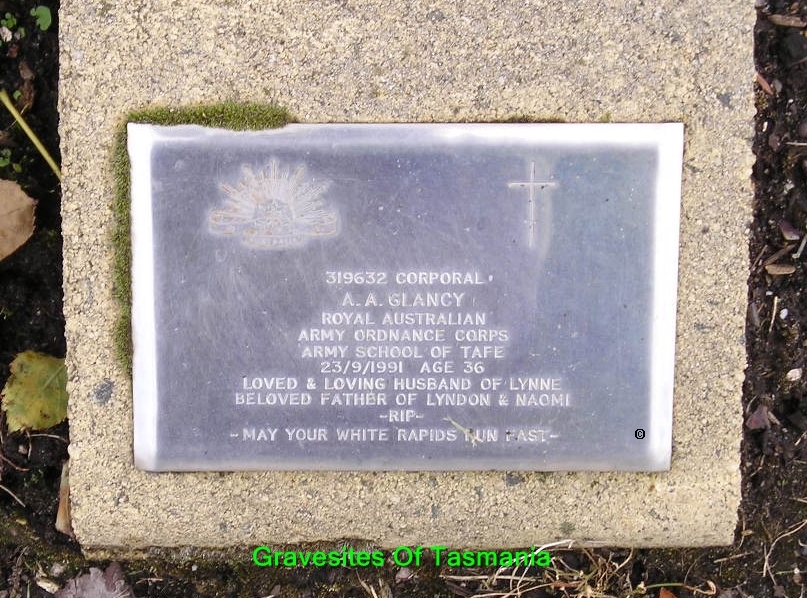 319632 CORPORAL
A. A. GLANCY
ROYAL AUSTRALIAN
ARMY ORDNANCE CORPS
ARMY SCHOOL OF TAFE
23/9/1991 AGE 36
LOVED & LOVING HUSBAND OF LYNNE
BELOVED FATHER OF LYNDON & NAOMI
-RIP-
-MAY YOUR WHITE RAPIDS RUN FAST-
©
Gravesites Of Tasmania